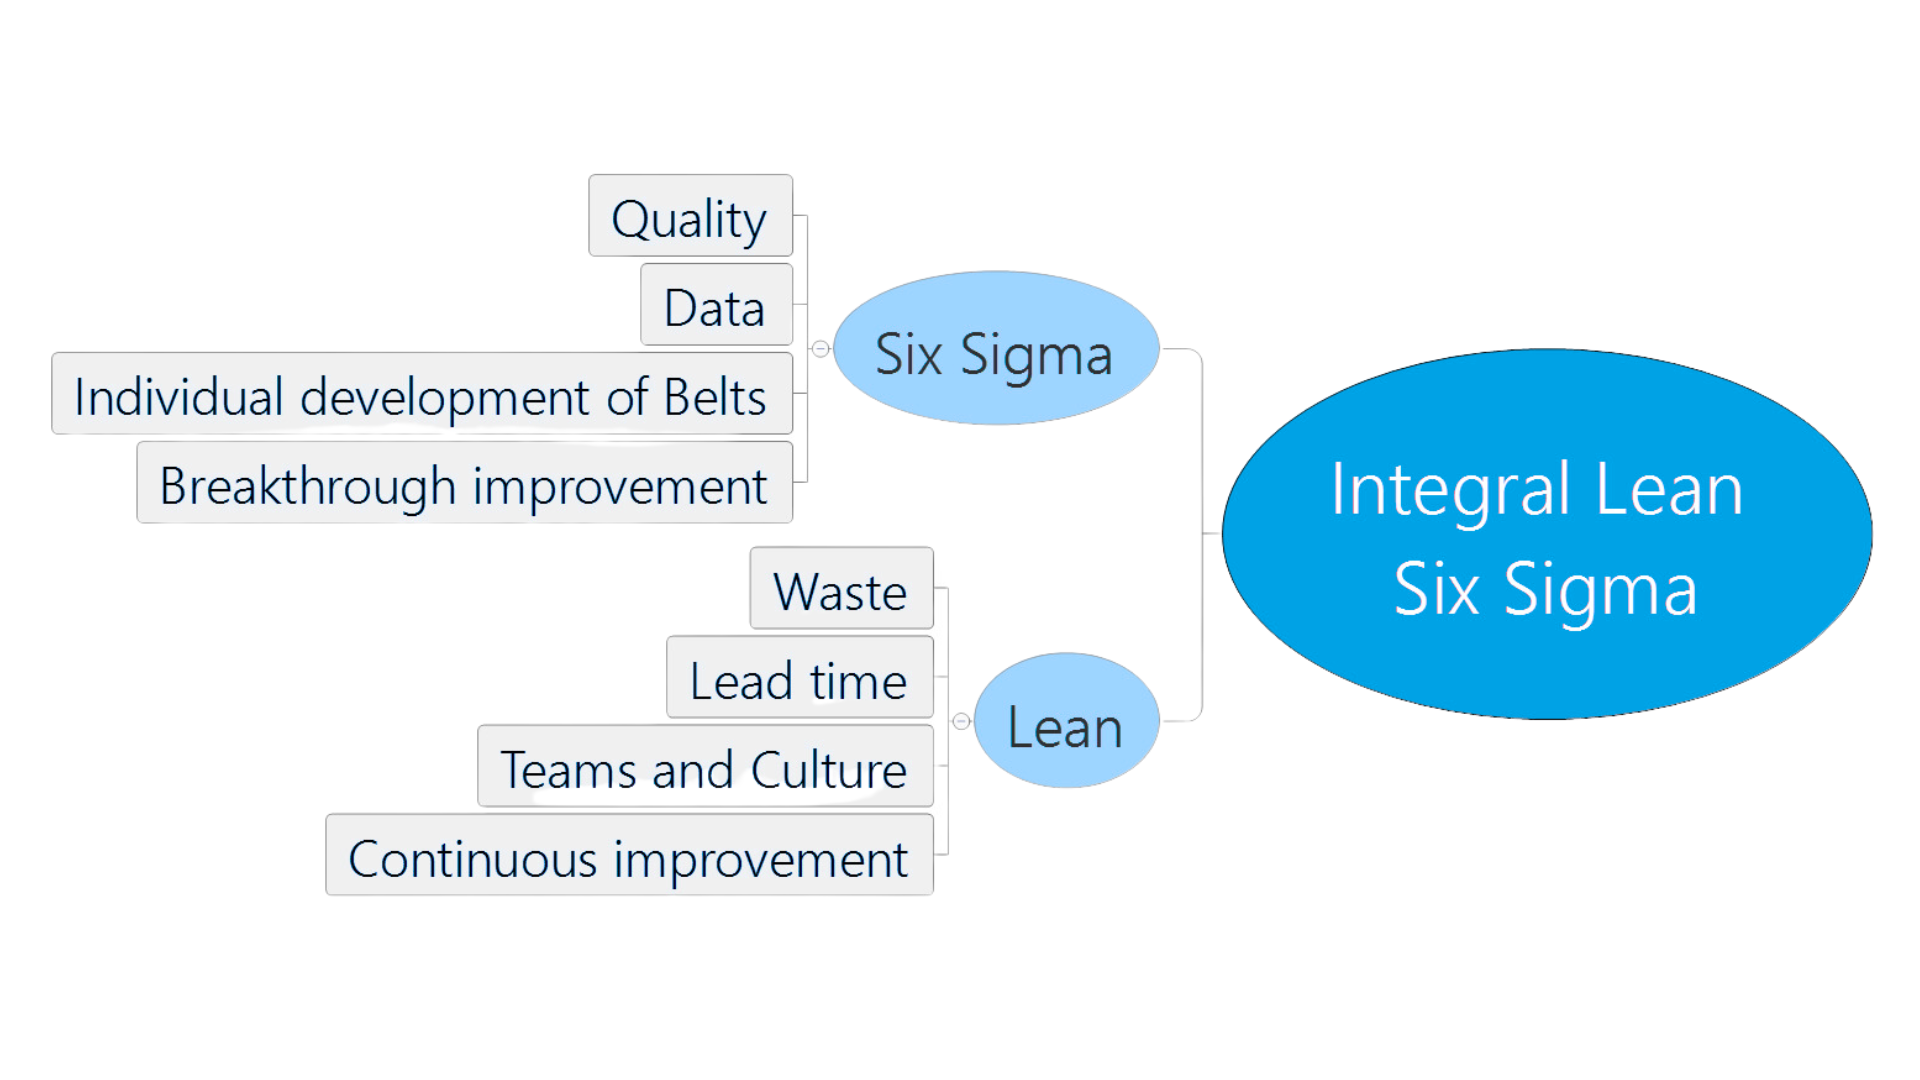 Quality
Data
Individual development of Belts
Breakthrough improvement
Six Sigma
Waste
Lead time
Teams and Culture
Continuous improvement
Lean
Integral Lean
Six Sigma